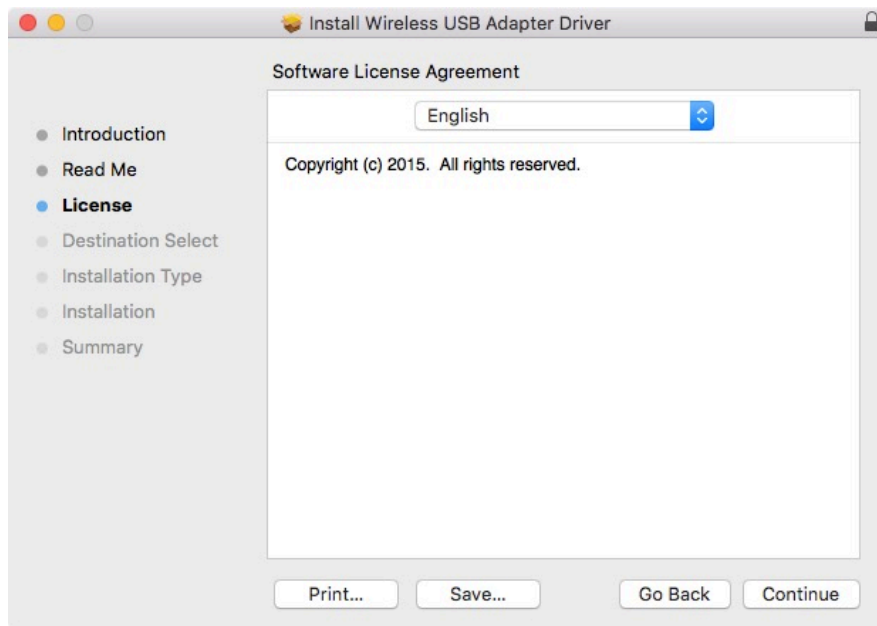 Install Wireless USB Adapter Driver
Software License Agreement
Introduction
Read Me
License
Destination Select
Installation Type
Installation
Summary
English
Copyright (c) 2015.  All rights reserved.
Print...
Save...
Go Back
Continue